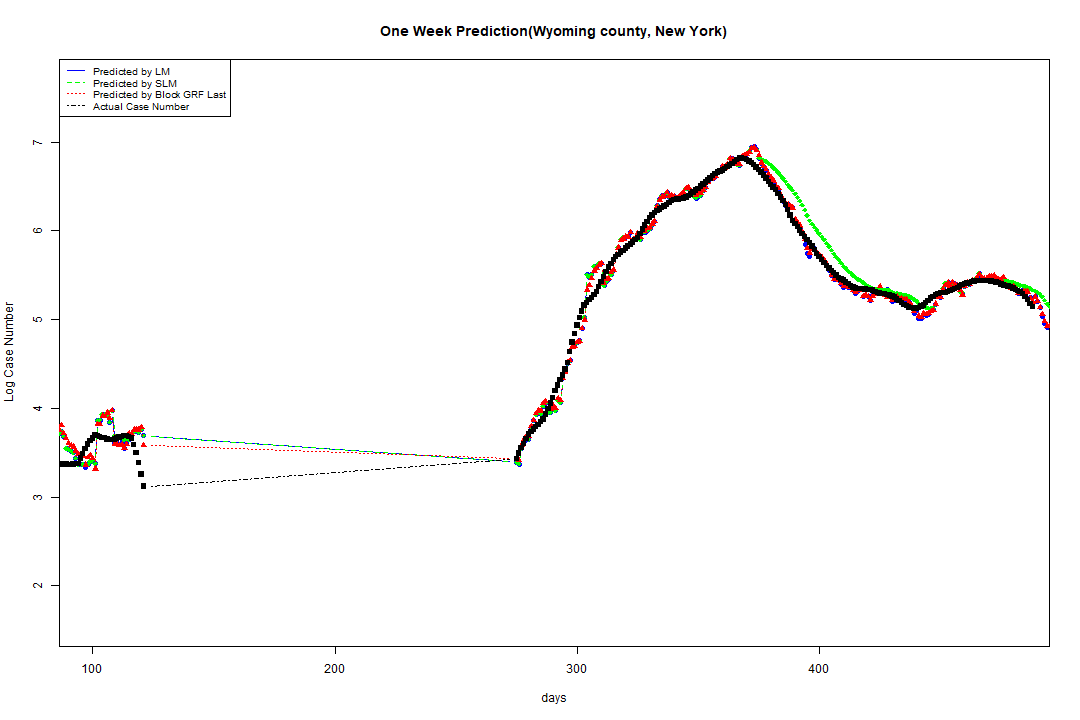 One Week Prediction(Wyoming county, New York)
Predicted by LM
Predicted by SLM
Predicted by Block GRF Last
Actual Case Number
7
6
5
4
3
2
Log Case Number
100 200 300 400
days